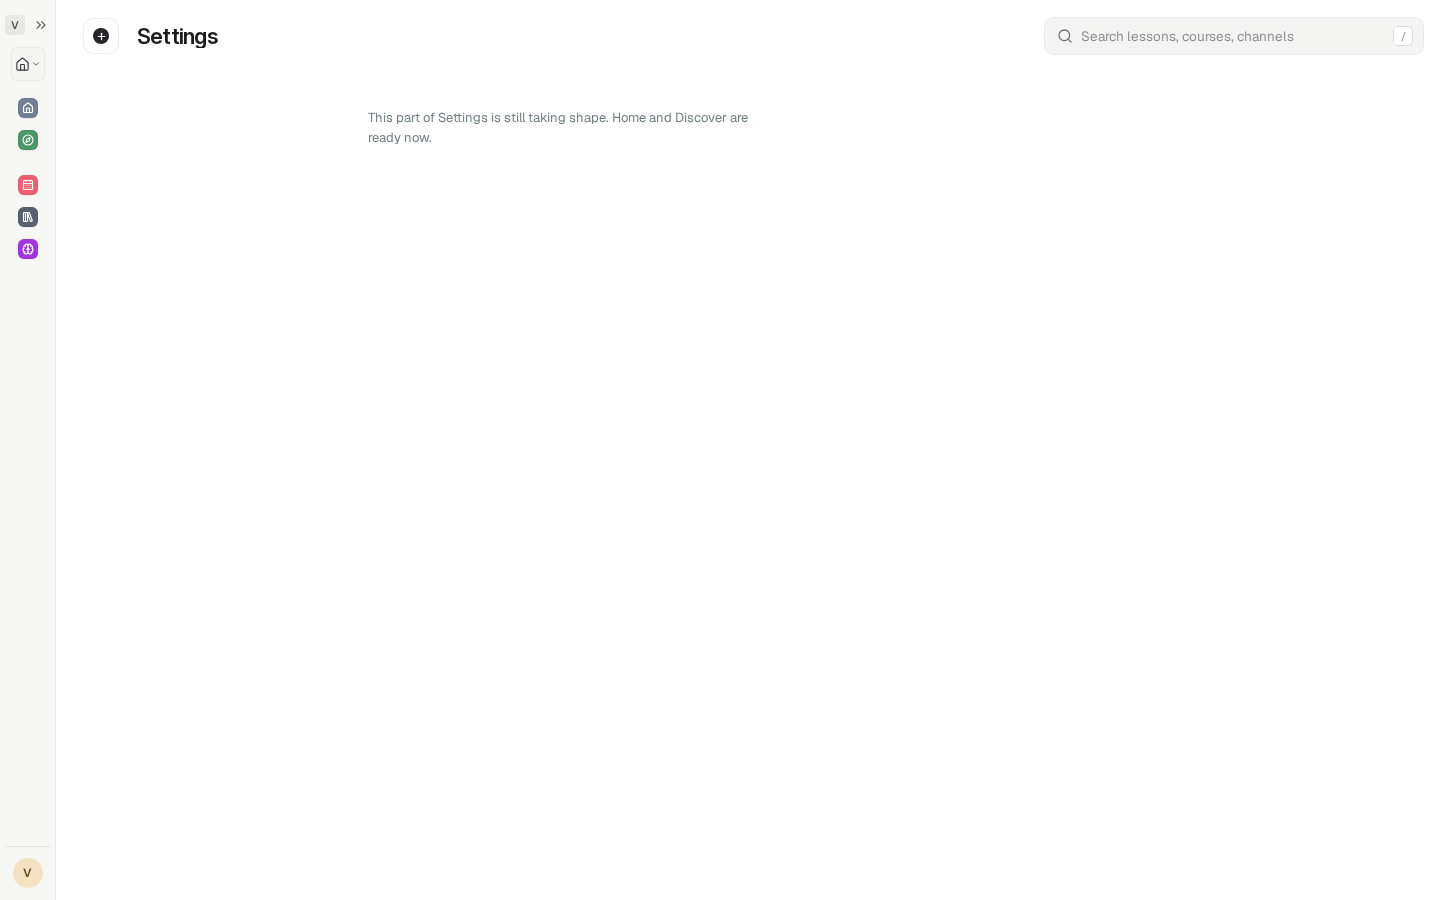 V
Settings
Search lessons, courses, channels
/
This part of Settings is still taking shape. Home and Discover are
ready now.
V